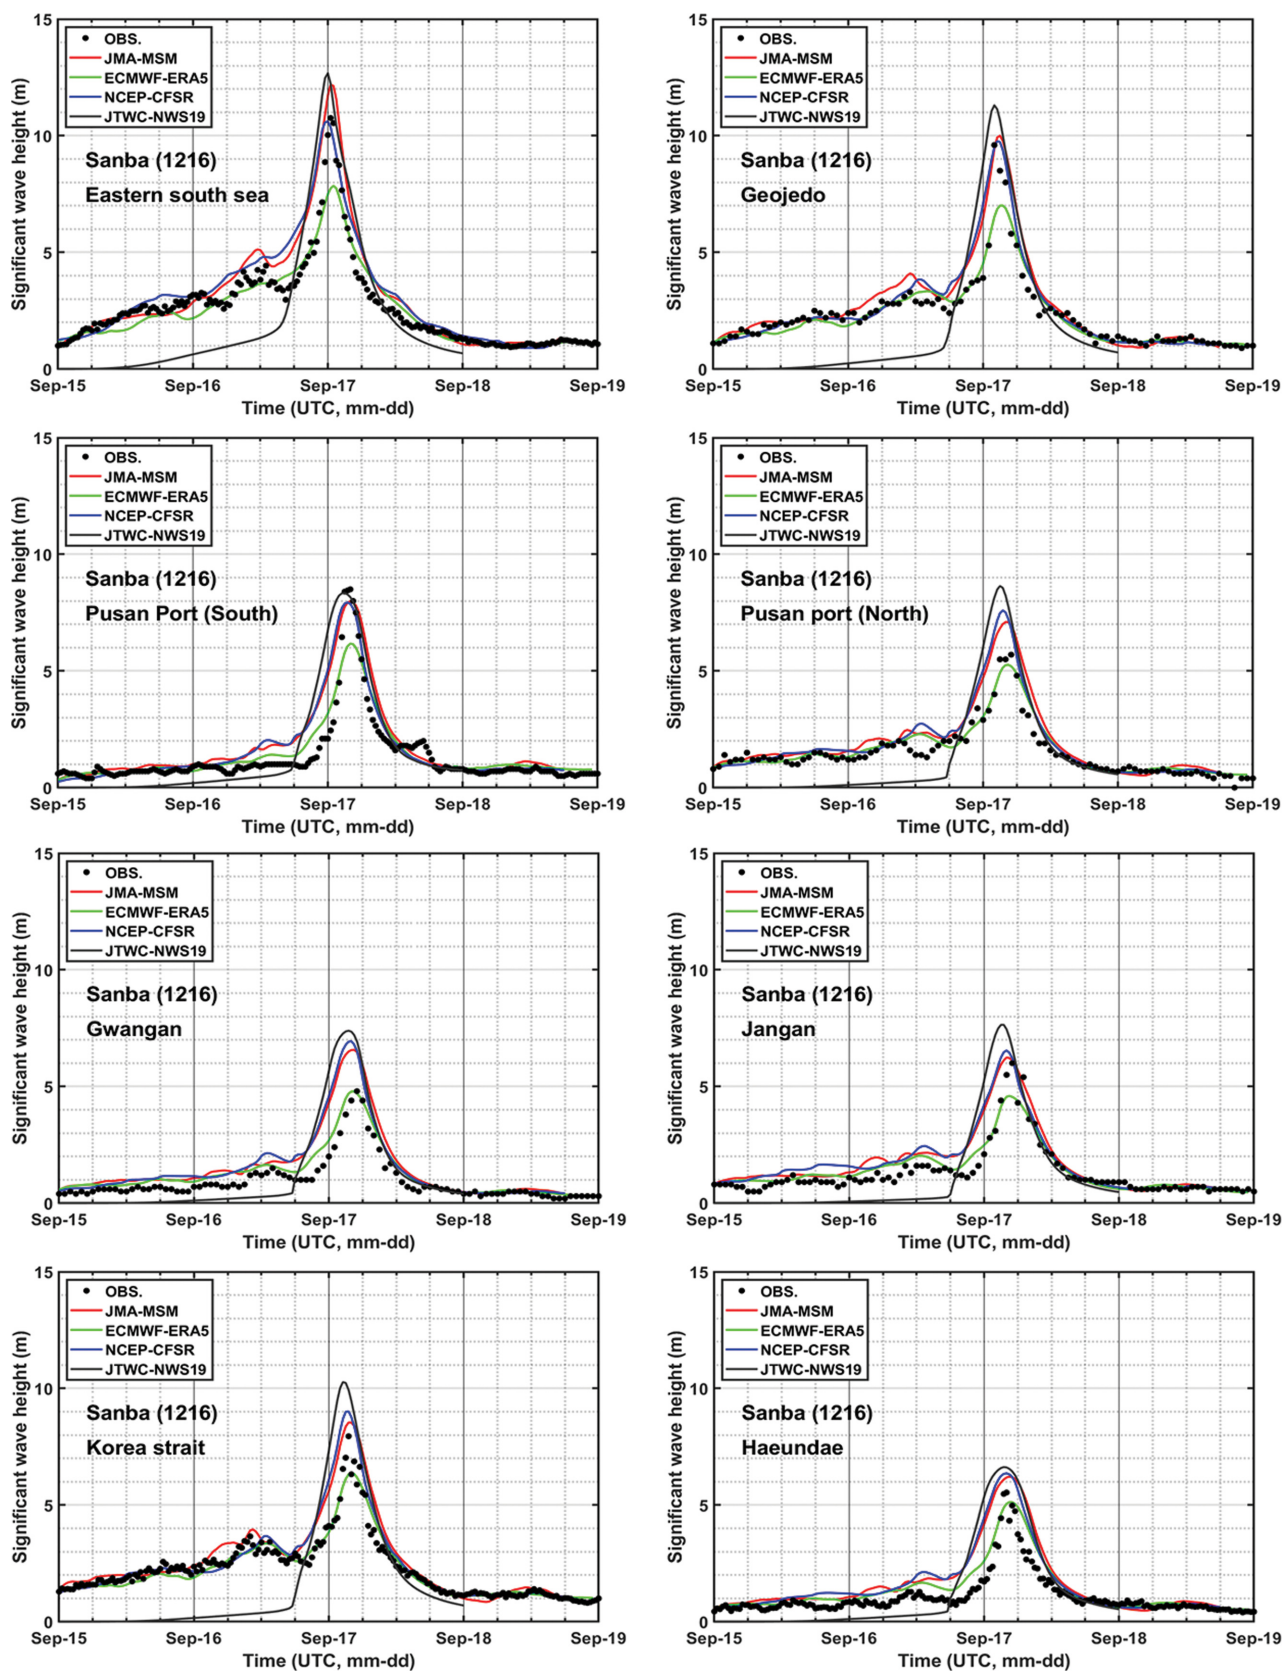 15
10
5
0
Significant wave height (m)
OBS.
JMA-MSM
ECMWF-ERA5
NCEP-CFSR
JTWC-NWS19
Sanba (1216)
Eastern south sea
Sep-15 Sep-16 Sep-17 Sep-18 Sep-19
Time (UTC, mm-dd)
15
10
5
0
Significant wave height (m)
OBS.
JMA-MSM
ECMWF-ERA5
NCEP-CFSR
JTWC-NWS19
Sanba (1216)
Geojedo
Sep-15 Sep-16 Sep-17 Sep-18 Sep-19
Time (UTC, mm-dd)
15
10
5
0
Significant wave height (m)
OBS.
JMA-MSM
ECMWF-ERA5
NCEP-CFSR
JTWC-NWS19
Sanba (1216)
Pusan Port (South)
Sep-15 Sep-16 Sep-17 Sep-18 Sep-19
Time (UTC, mm-dd)
15
10
5
0
Significant wave height (m)
OBS.
JMA-MSM
ECMWF-ERA5
NCEP-CFSR
JTWC-NWS19
Sanba (1216)
Pusan port (North)
Sep-15 Sep-16 Sep-17 Sep-18 Sep-19
Time (UTC, mm-dd)
15
10
5
0
Significant wave height (m)
OBS.
JMA-MSM
ECMWF-ERA5
NCEP-CFSR
JTWC-NWS19
Sanba (1216)
Gwangan
Sep-15 Sep-16 Sep-17 Sep-18 Sep-19
Time (UTC, mm-dd)
15
10
5
0
Significant wave height (m)
OBS.
JMA-MSM
ECMWF-ERA5
NCEP-CFSR
JTWC-NWS19
Sanba (1216)
Jangan
Sep-15 Sep-16 Sep-17 Sep-18 Sep-19
Time (UTC, mm-dd)
15
10
5
0
Significant wave height (m)
OBS.
JMA-MSM
ECMWF-ERA5
NCEP-CFSR
JTWC-NWS19
Sanba (1216)
Korea strait
Sep-15 Sep-16 Sep-17 Sep-18 Sep-19
Time (UTC, mm-dd)
15
10
5
0
Significant wave height (m)
OBS.
JMA-MSM
ECMWF-ERA5
NCEP-CFSR
JTWC-NWS19
Sanba (1216)
Haeundae
Sep-15 Sep-16 Sep-17 Sep-18 Sep-19
Time (UTC, mm-dd)